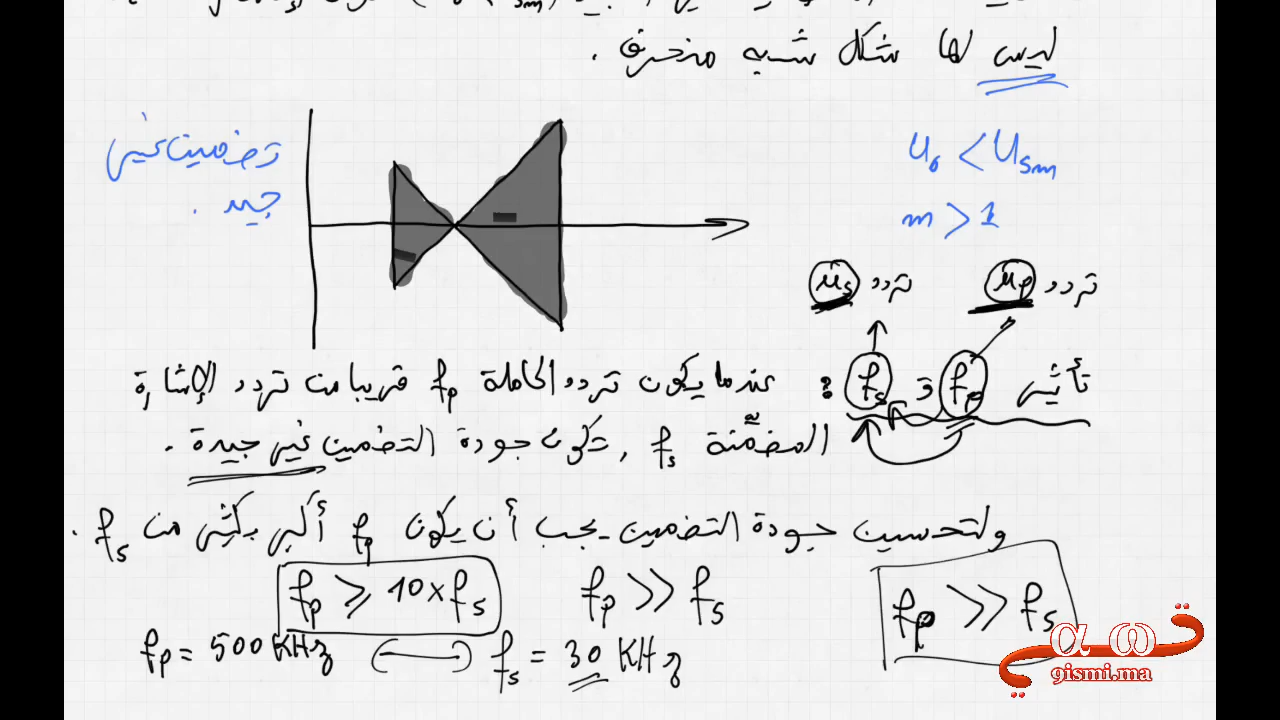 ليس لها شكل شبه منحرف .
U₀ < Usm
m > 1
تضمين غير
جيد .
تردد up تردد us
تأثير fp و fs : عندما يكون تردد الحاملة fp قريبا من تردد الإشارة
المضمَّنة fs , تكون جودة التضمين غير جيدة .
ولتحسين جودة التضمين يجب أن يكون fp أكبر بكثير من fs .
fp >> fs fp >> fs fp ⩾ 10 x fs
fp = 500 KHz fs = 30 KHz
gismi.ma